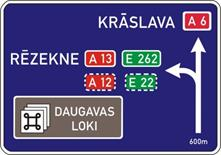 KRĀSLAVA A 6
RĒZEKNE A 13 E 262
A 12 E 22
DAUGAVAS
LOKI
600m